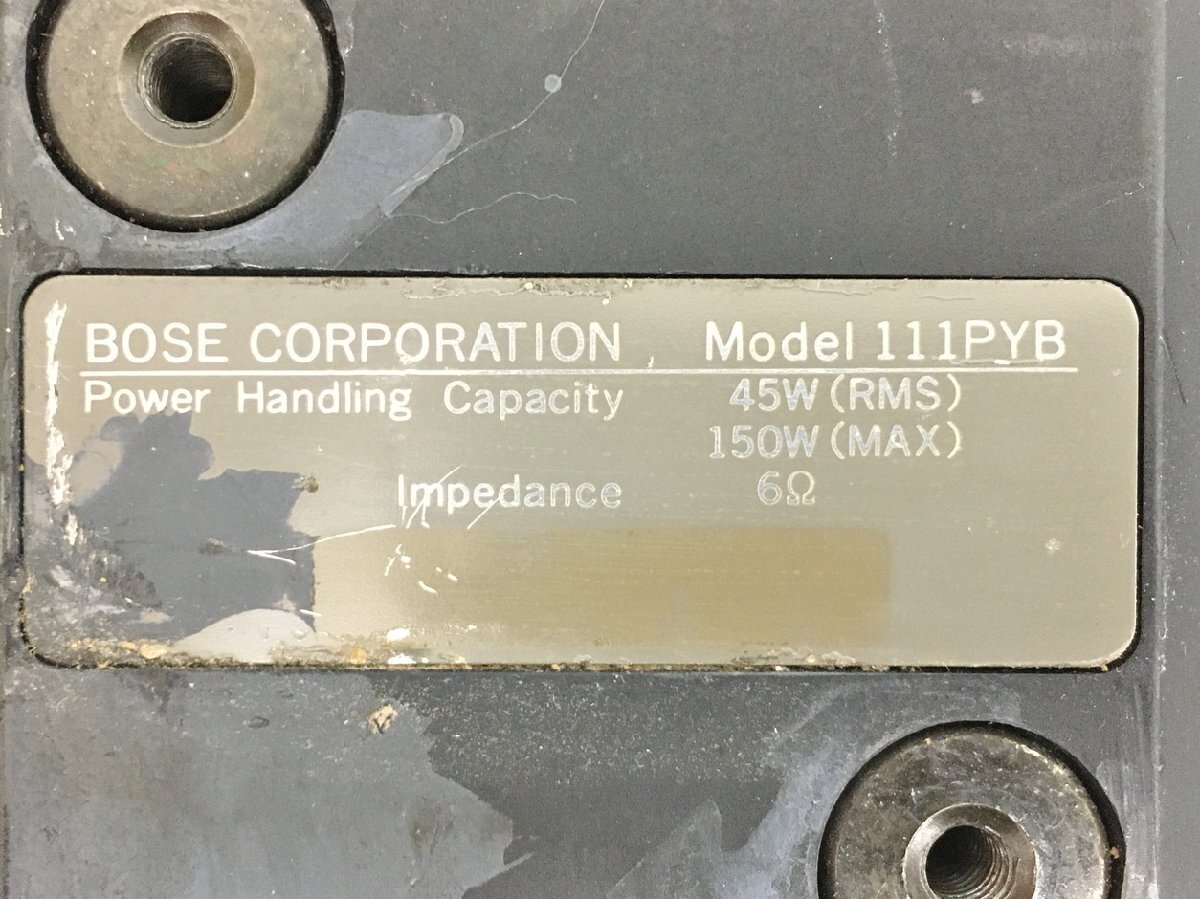 BOSE CORPORATION Model 111PYB
Power Handling Capacity 45W (RMS)
150W (MAX)
Impedance 6Ω